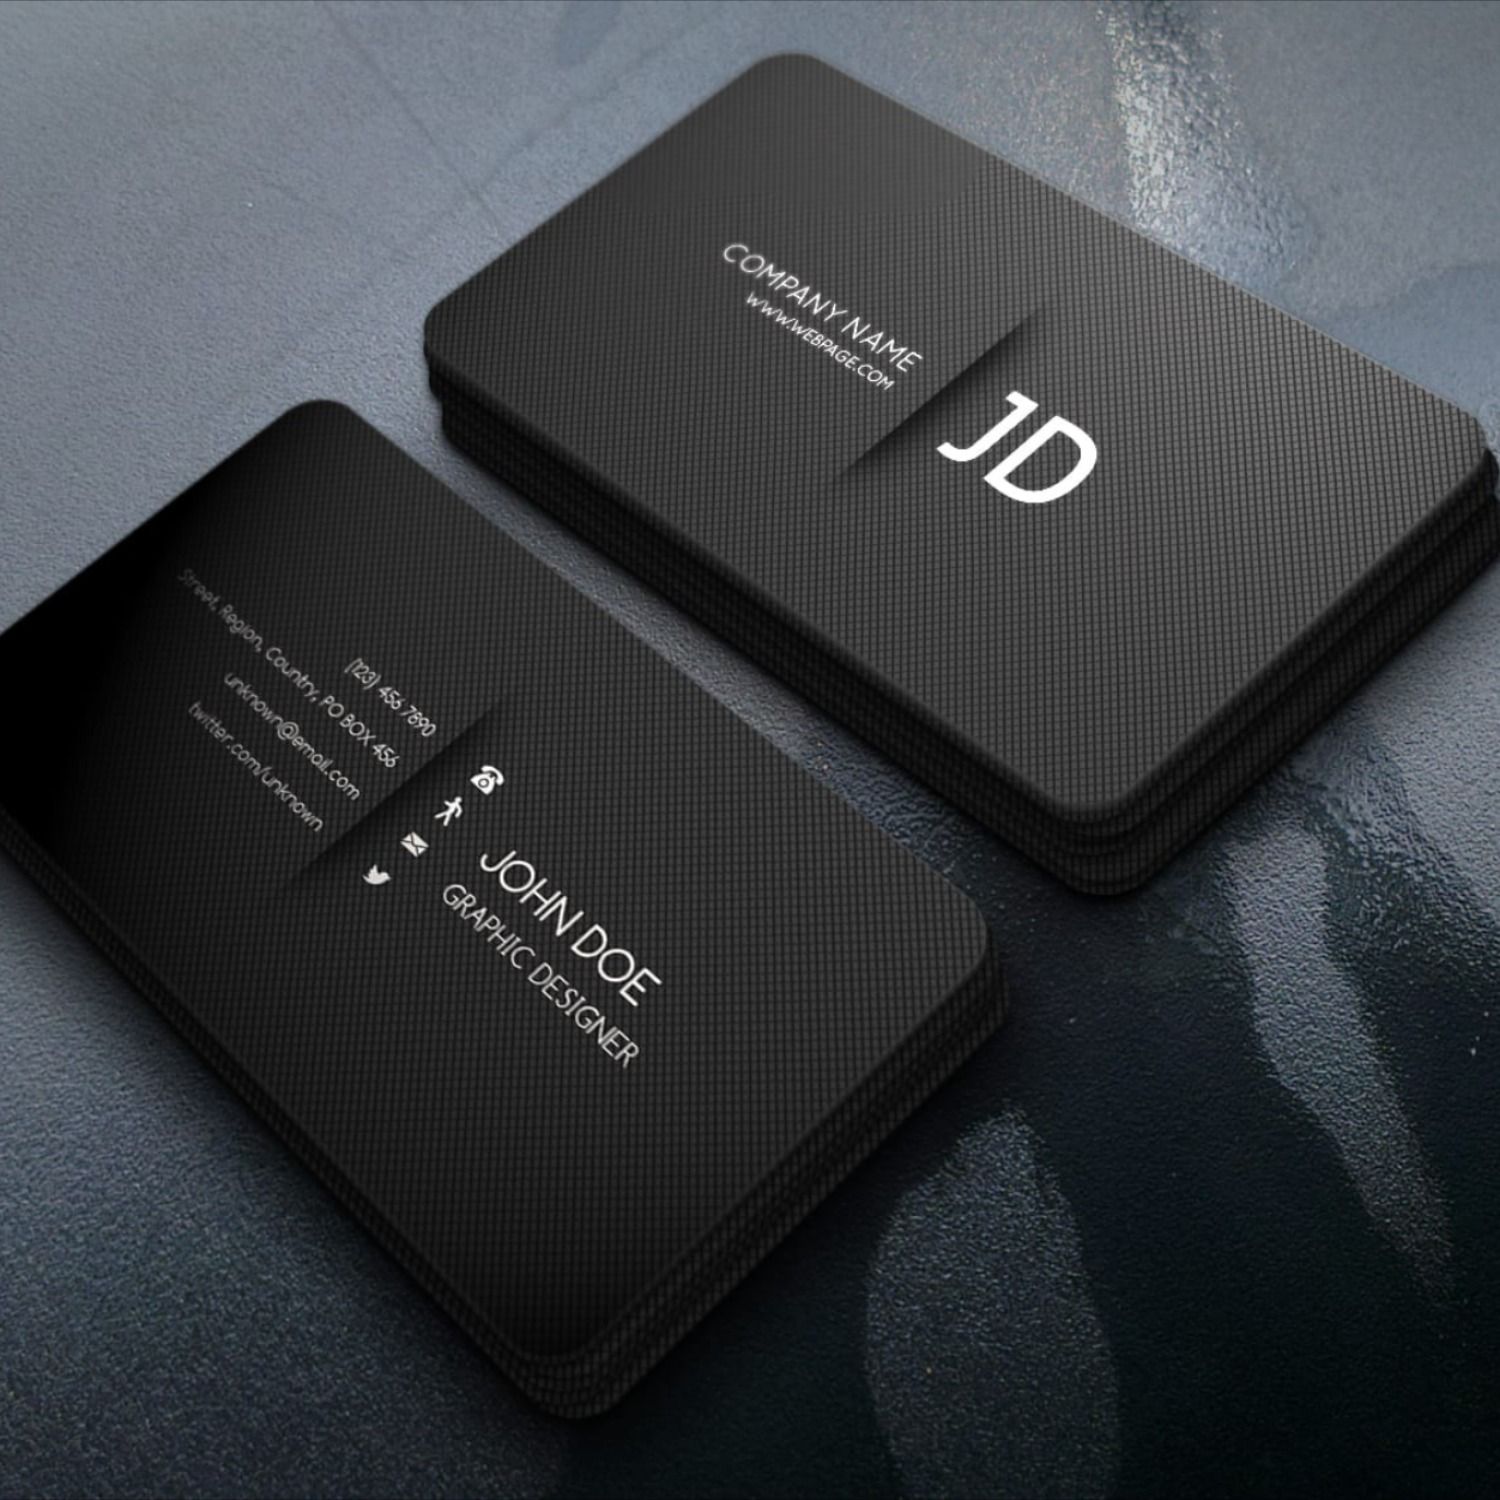 COMPANY NAME
WWW.WEBPAGE.COM
JD
(123) 456 7890
Street, Region, Country, PO BOX 456
unknown@email.com
twitter.com/unknown
JOHN DOE
GRAPHIC DESIGNER